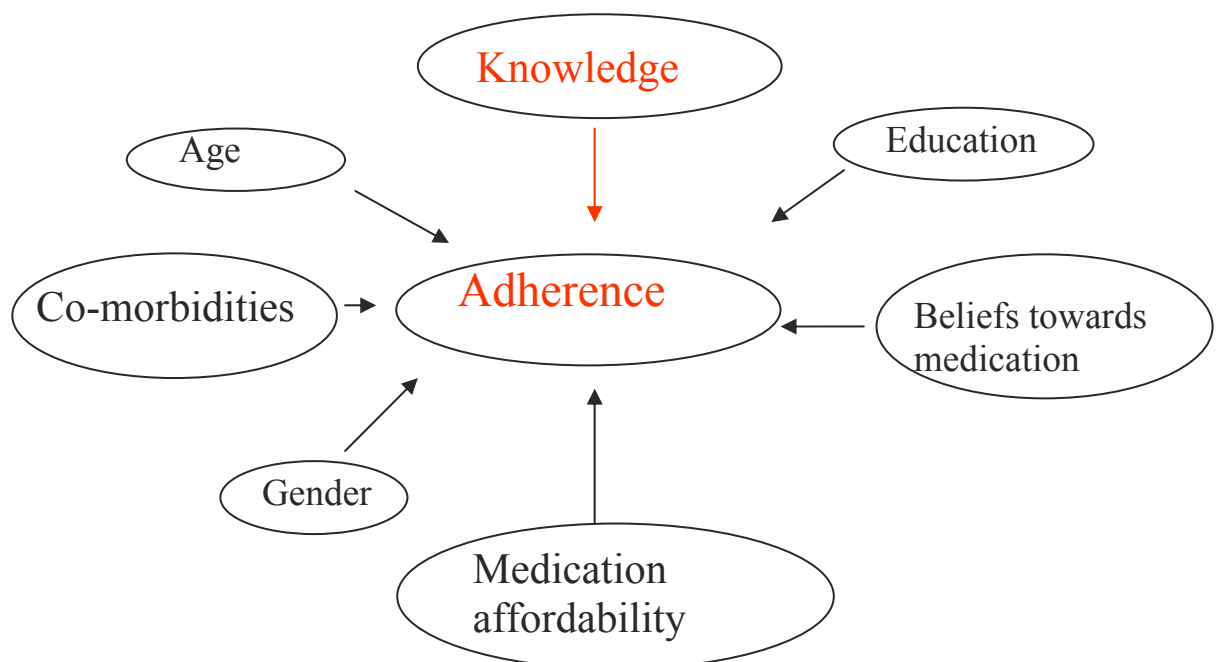 Knowledge
Age
Education
Adherence
Co-morbidities
Beliefs towards
medication
Gender
Medication
affordability